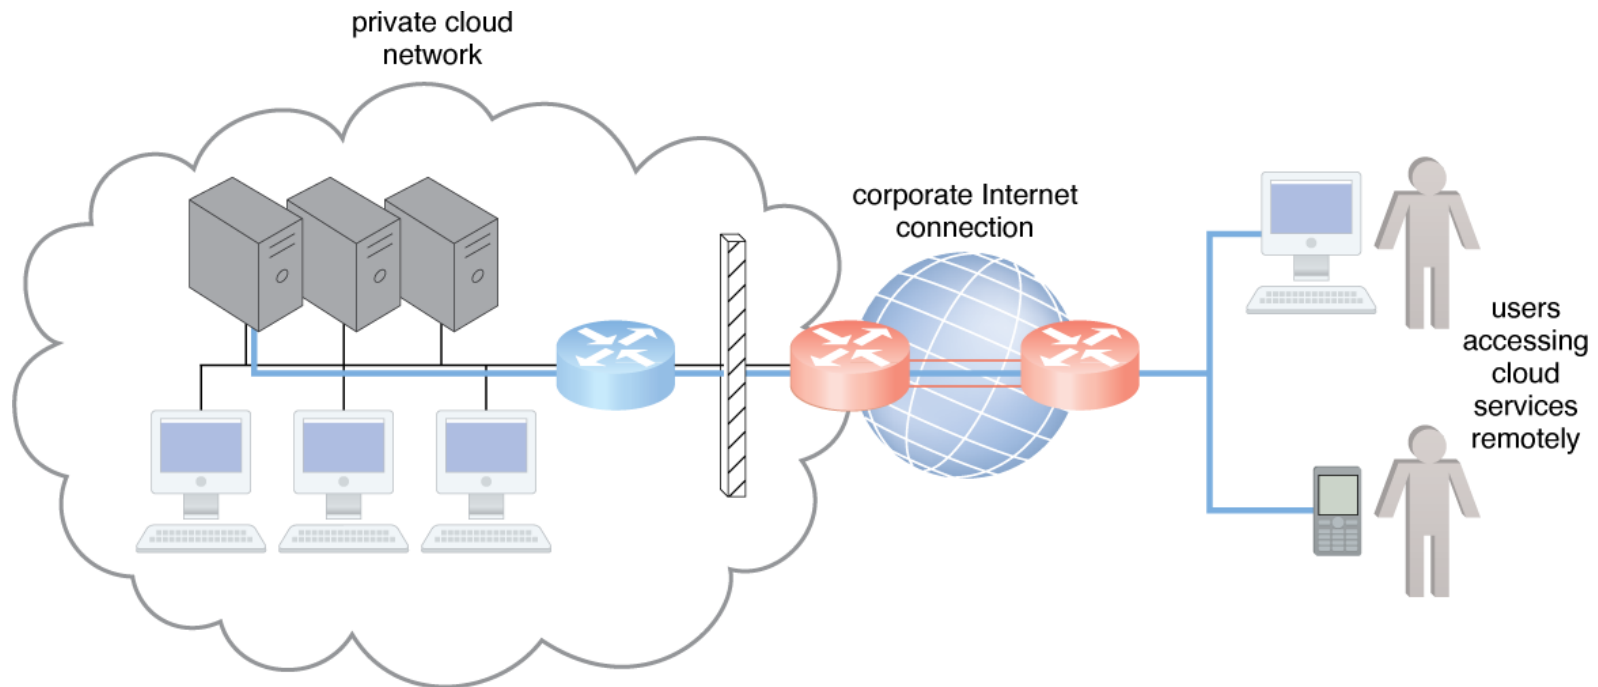 private cloud
network
corporate Internet
connection
users
accessing
cloud
services
remotely